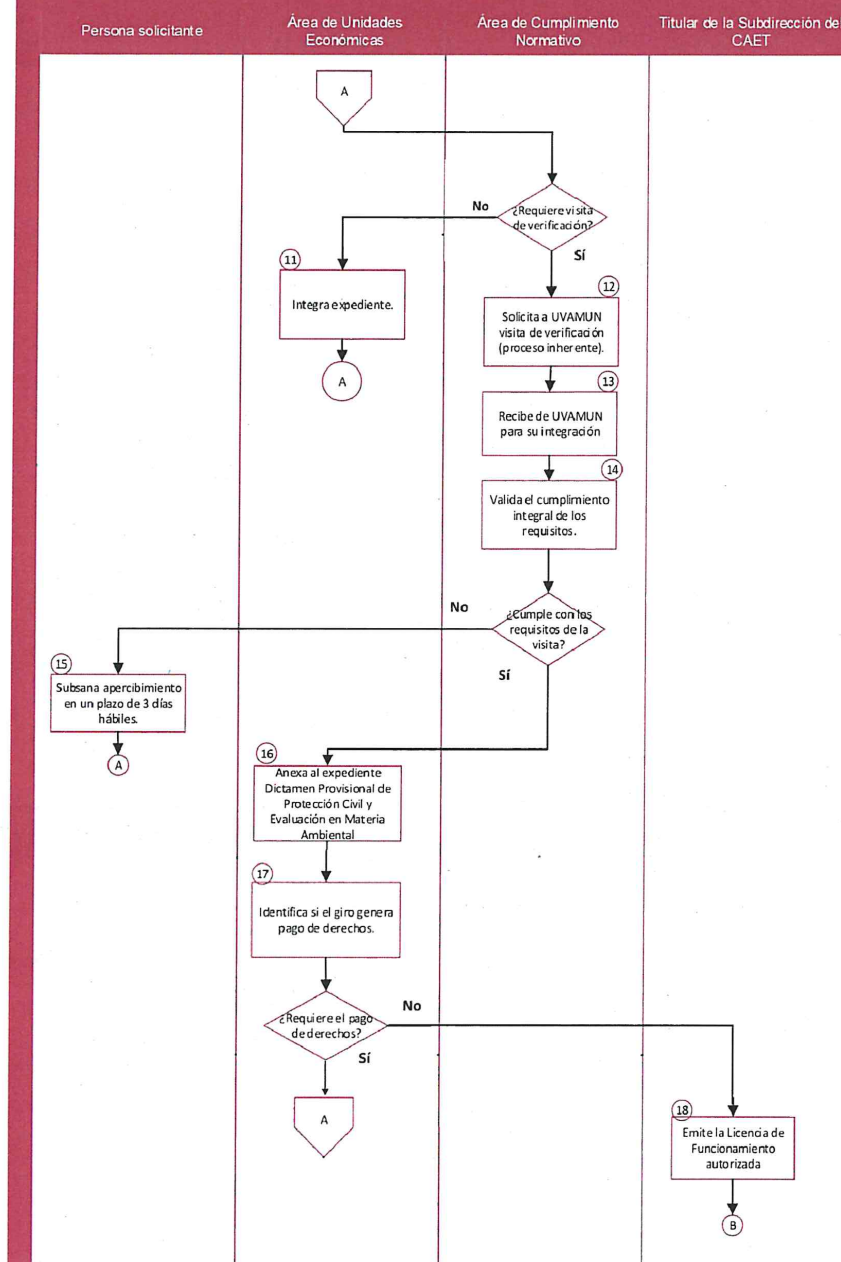 Persona solicitante
Área de Unidades
Económicas
Área de Cumplimiento
Normativo
Titular de la Subdirección del
CAET
A
¿Requiere visita
de verificación?
No
Sí
11
Integra expediente.
A
12
Solicita a UVAMUN
visita de verificación
(proceso inherente).
13
Recibe de UVAMUN
para su integración
14
Valida el cumplimiento
integral de los
requisitos.
¿Cumple con los
requisitos de la
visita?
No
Sí
15
Subsana apercibimiento
en un plazo de 3 días
hábiles.
A
16
Anexa al expediente
Dictamen Provisional de
Protección Civil y
Evaluación en Materia
Ambiental
17
Identifica si el giro genera
pago de derechos.
¿Requiere el pago
de derechos?
No
Sí
A
18
Emite la Licencia de
Funcionamiento
autorizada
B